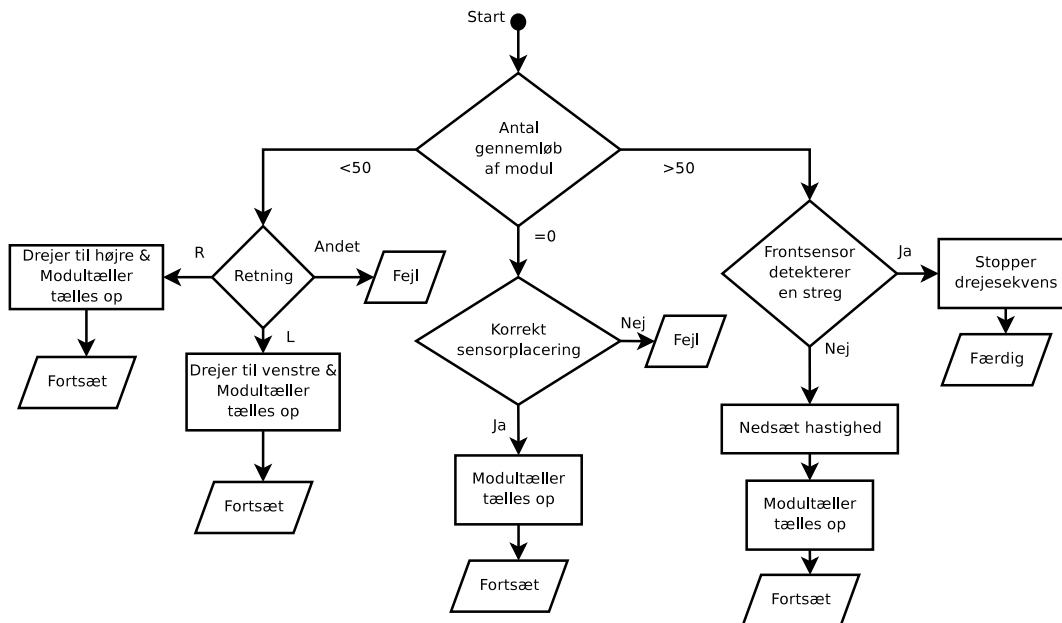 Start
Antal
gennemløb
af modul
<50
>50
=0
R
Andet
Retning
L
Drejer til højre &
Modultæller
tælles op
Fortsæt
Fejl
Drejer til venstre &
Modultæller
tælles op
Fortsæt
Korrekt
sensorplacering
Nej
Fejl
Ja
Modultæller
tælles op
Fortsæt
Frontsensor
detekterer
en streg
Ja
Stopper
drejesekvens
Færdig
Nej
Nedsæt hastighed
Modultæller
tælles op
Fortsæt